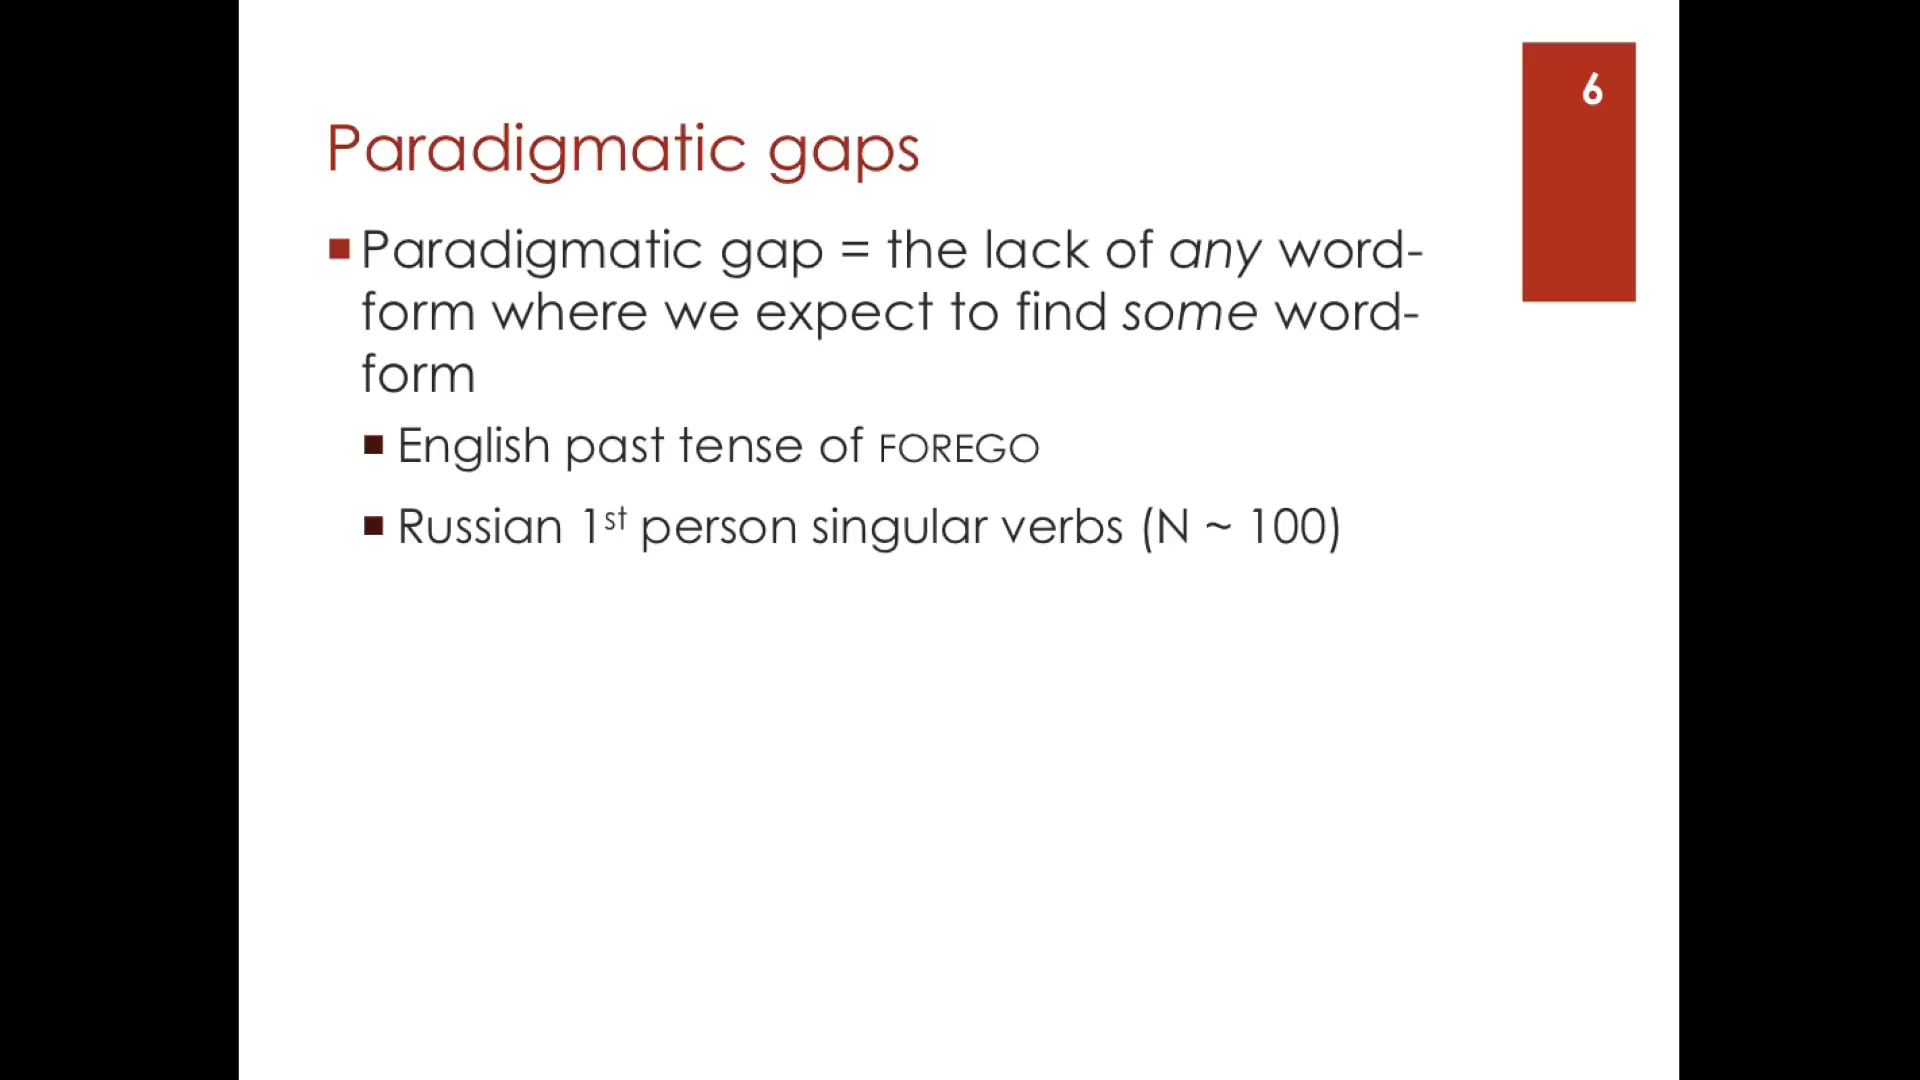 6
Paradigmatic gaps
Paradigmatic gap = the lack of any word-
form where we expect to find some word-
form
English past tense of FOREGO
Russian 1st person singular verbs (N ~ 100)